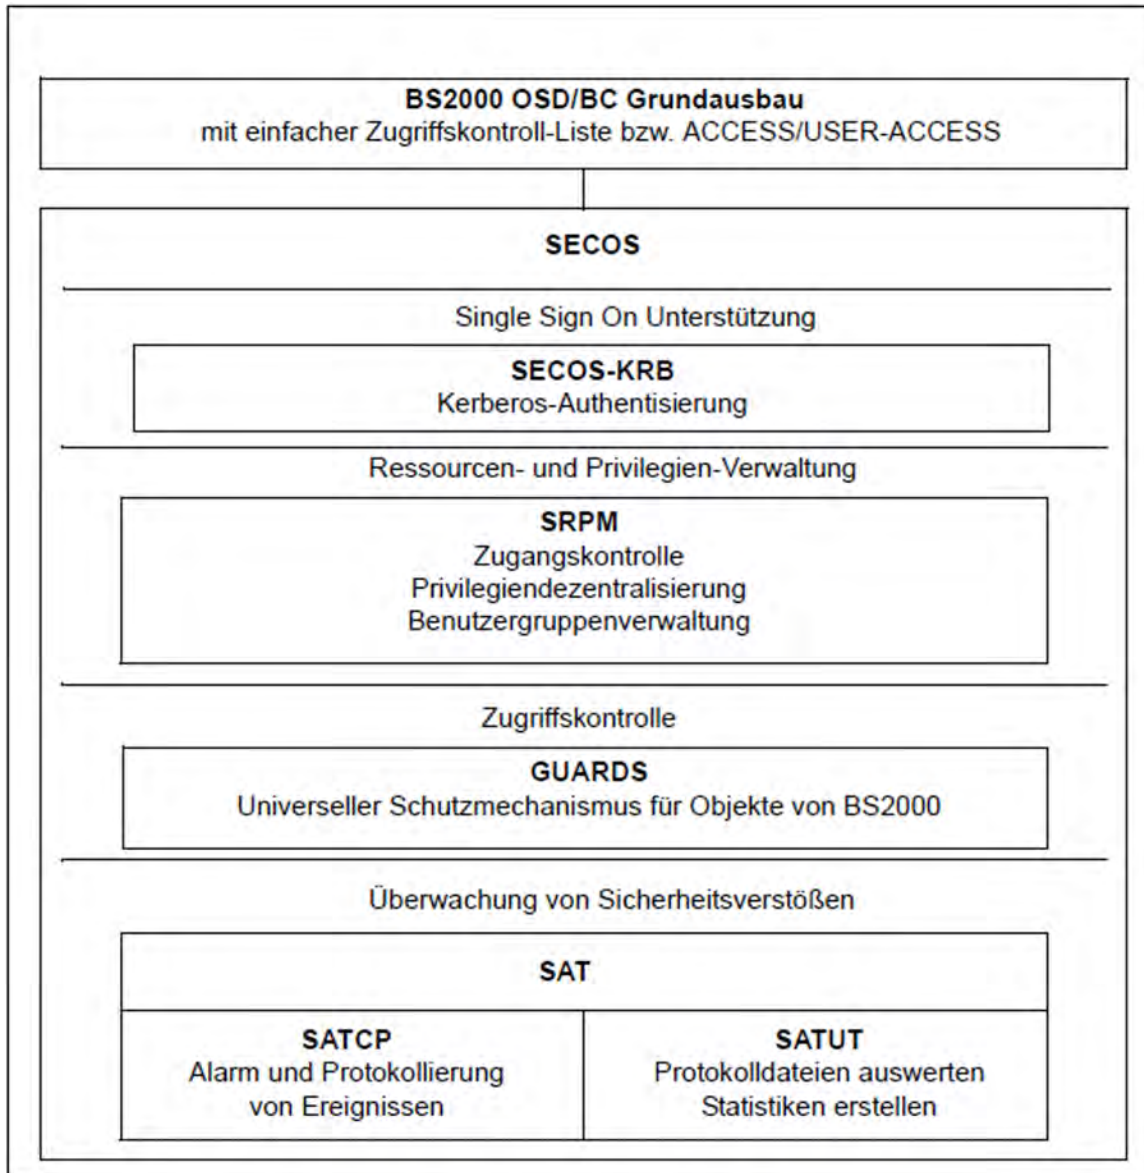 BS2000 OSD/BC Grundausbau
mit einfacher Zugriffskontroll-Liste bzw. ACCESS/USER-ACCESS
SECOS
Single Sign On Unterstützung
SECOS-KRB
Kerberos-Authentisierung
Ressourcen- und Privilegien-Verwaltung
SRPM
Zugangskontrolle
Privilegiendezentralisierung
Benutzergruppenverwaltung
Zugriffskontrolle
GUARDS
Universeller Schutzmechanismus für Objekte von BS2000
Überwachung von Sicherheitsverstößen
SAT
SATCP
Alarm und Protokollierung
von Ereignissen
SATUT
Protokolldateien auswerten
Statistiken erstellen